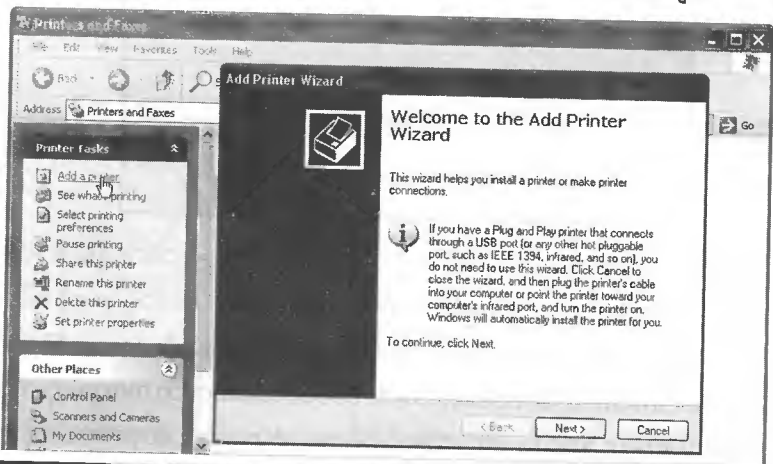 Printers and Faxes
File Edit View Favorites Tools Help
Back
Address Printers and Faxes
Go
Printer Tasks
Add a printer
See what's printing
Select printing
preferences
Pause printing
Share this printer
Rename this printer
Delete this printer
Set printer properties
Other Places
Control Panel
Scanners and Cameras
My Documents
Add Printer Wizard
Welcome to the Add Printer
Wizard
This wizard helps you install a printer or make printer
connections.
If you have a Plug and Play printer that connects
through a USB port (or any other hot pluggable
port, such as IEEE 1394, infrared, and so on), you
do not need to use this wizard. Click Cancel to
close the wizard, and then plug the printer's cable
into your computer or point the printer toward your
computer's infrared port, and turn the printer on.
Windows will automatically install the printer for you.
To continue, click Next.
< Back Next > Cancel